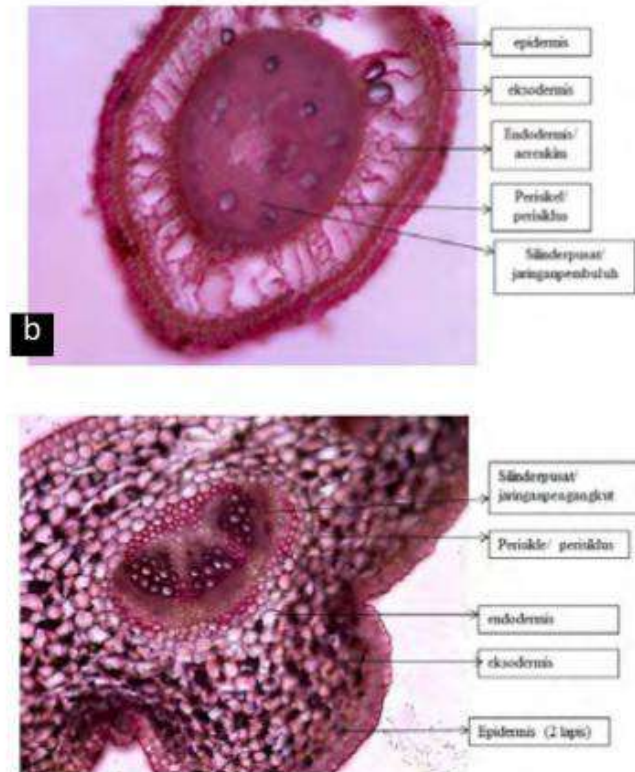 epidermis
eksodermis
Endodermis/
aerenkim
Perisikel/
perisiklus
Silinderpusat/
jaringanpembuluh
b
Silinderpusat/
jaringanpengangkut
Perisikle/ perisiklus
endodermis
eksodermis
Epidermis (2 lapis)